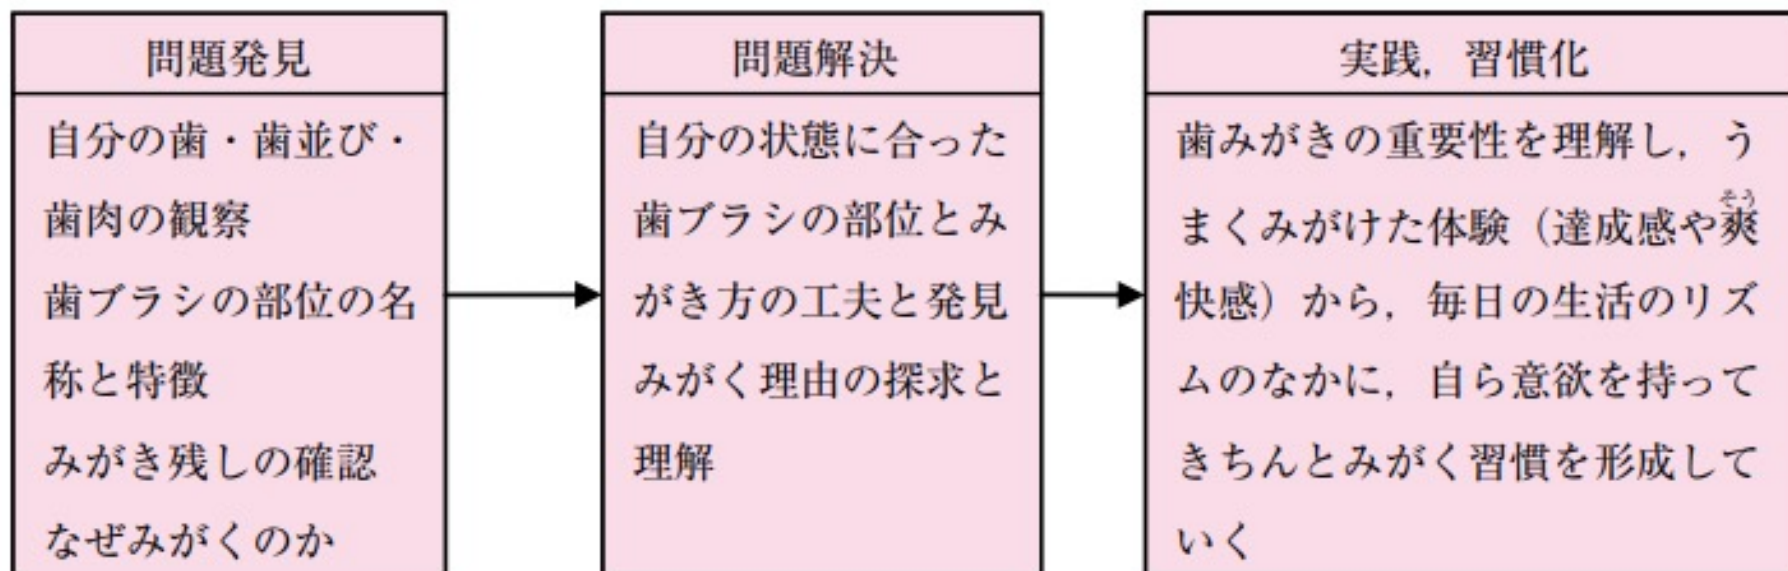 問題発見
自分の歯・歯並び・
歯肉の観察
歯ブラシの部位の名
称と特徴
みがき残しの確認
なぜみがくのか
問題解決
自分の状態に合った
歯ブラシの部位とみ
がき方の工夫と発見
みがく理由の探求と
理解
実践，習慣化
歯みがきの重要性を理解し，う
まくみがけた体験（達成感や爽
そう
快感）から，毎日の生活のリズ
ムのなかに，自ら意欲を持って
きちんとみがく習慣を形成して
いく